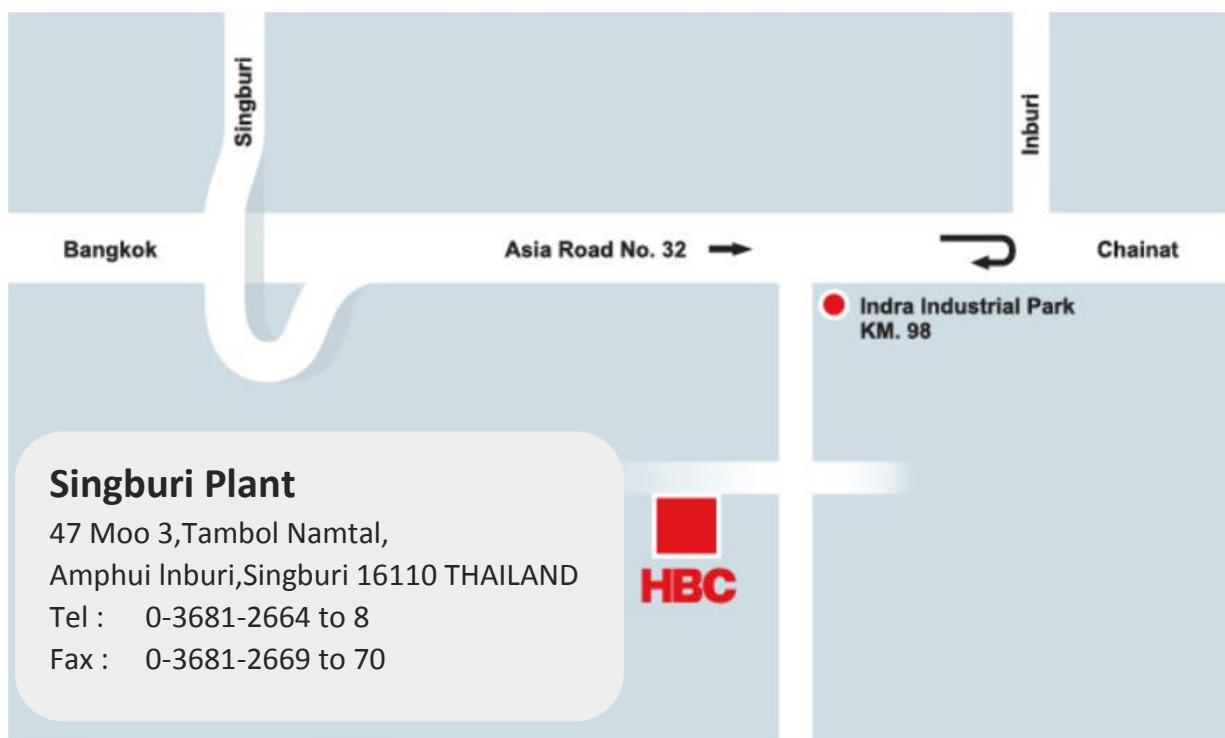 Singburi
Inburi
Bangkok
Asia Road No. 32
Chainat
Indra Industrial Park
KM. 98
Singburi Plant
47 Moo 3,Tambol Namtal,
Amphui lnburi,Singburi 16110 THAILAND
Tel : 0-3681-2664 to 8
Fax : 0-3681-2669 to 70
HBC